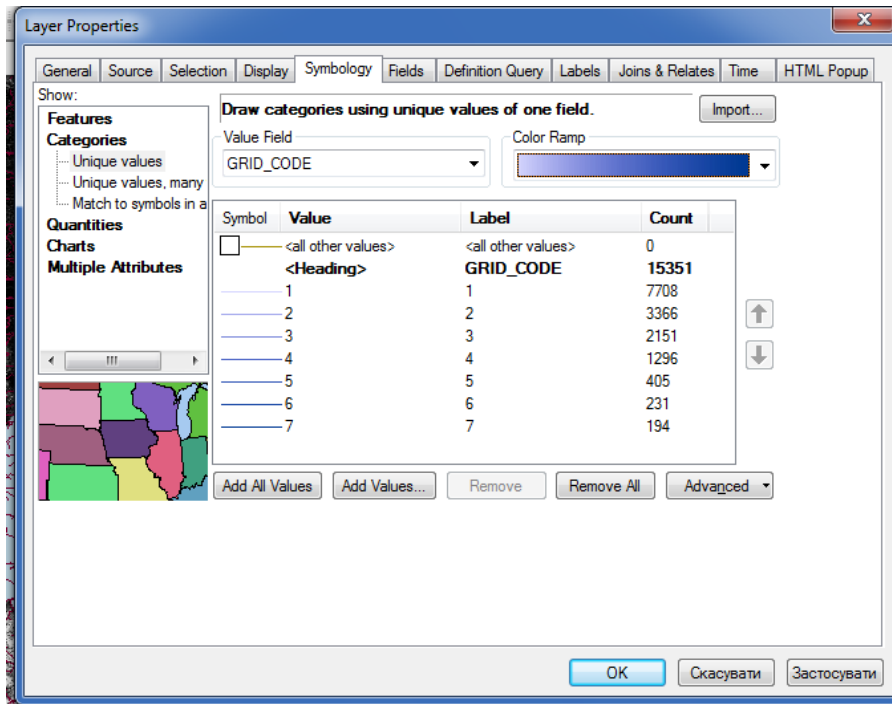 Layer Properties
General Source Selection Display Symbology Fields Definition Query Labels Joins & Relates Time HTML Popup
Show:
Features
Categories
Unique values
Unique values, many
Match to symbols in a
Quantities
Charts
Multiple Attributes
Draw categories using unique values of one field.
Import...
Value Field
GRID_CODE
Color Ramp
Symbol Value Label Count
<all other values> <all other values> 0
<Heading> GRID_CODE 15351
1 1 7708
2 2 3366
3 3 2151
4 4 1296
5 5 405
6 6 231
7 7 194
Add All Values Add Values... Remove Remove All Advanced
OK Скасувати Застосувати